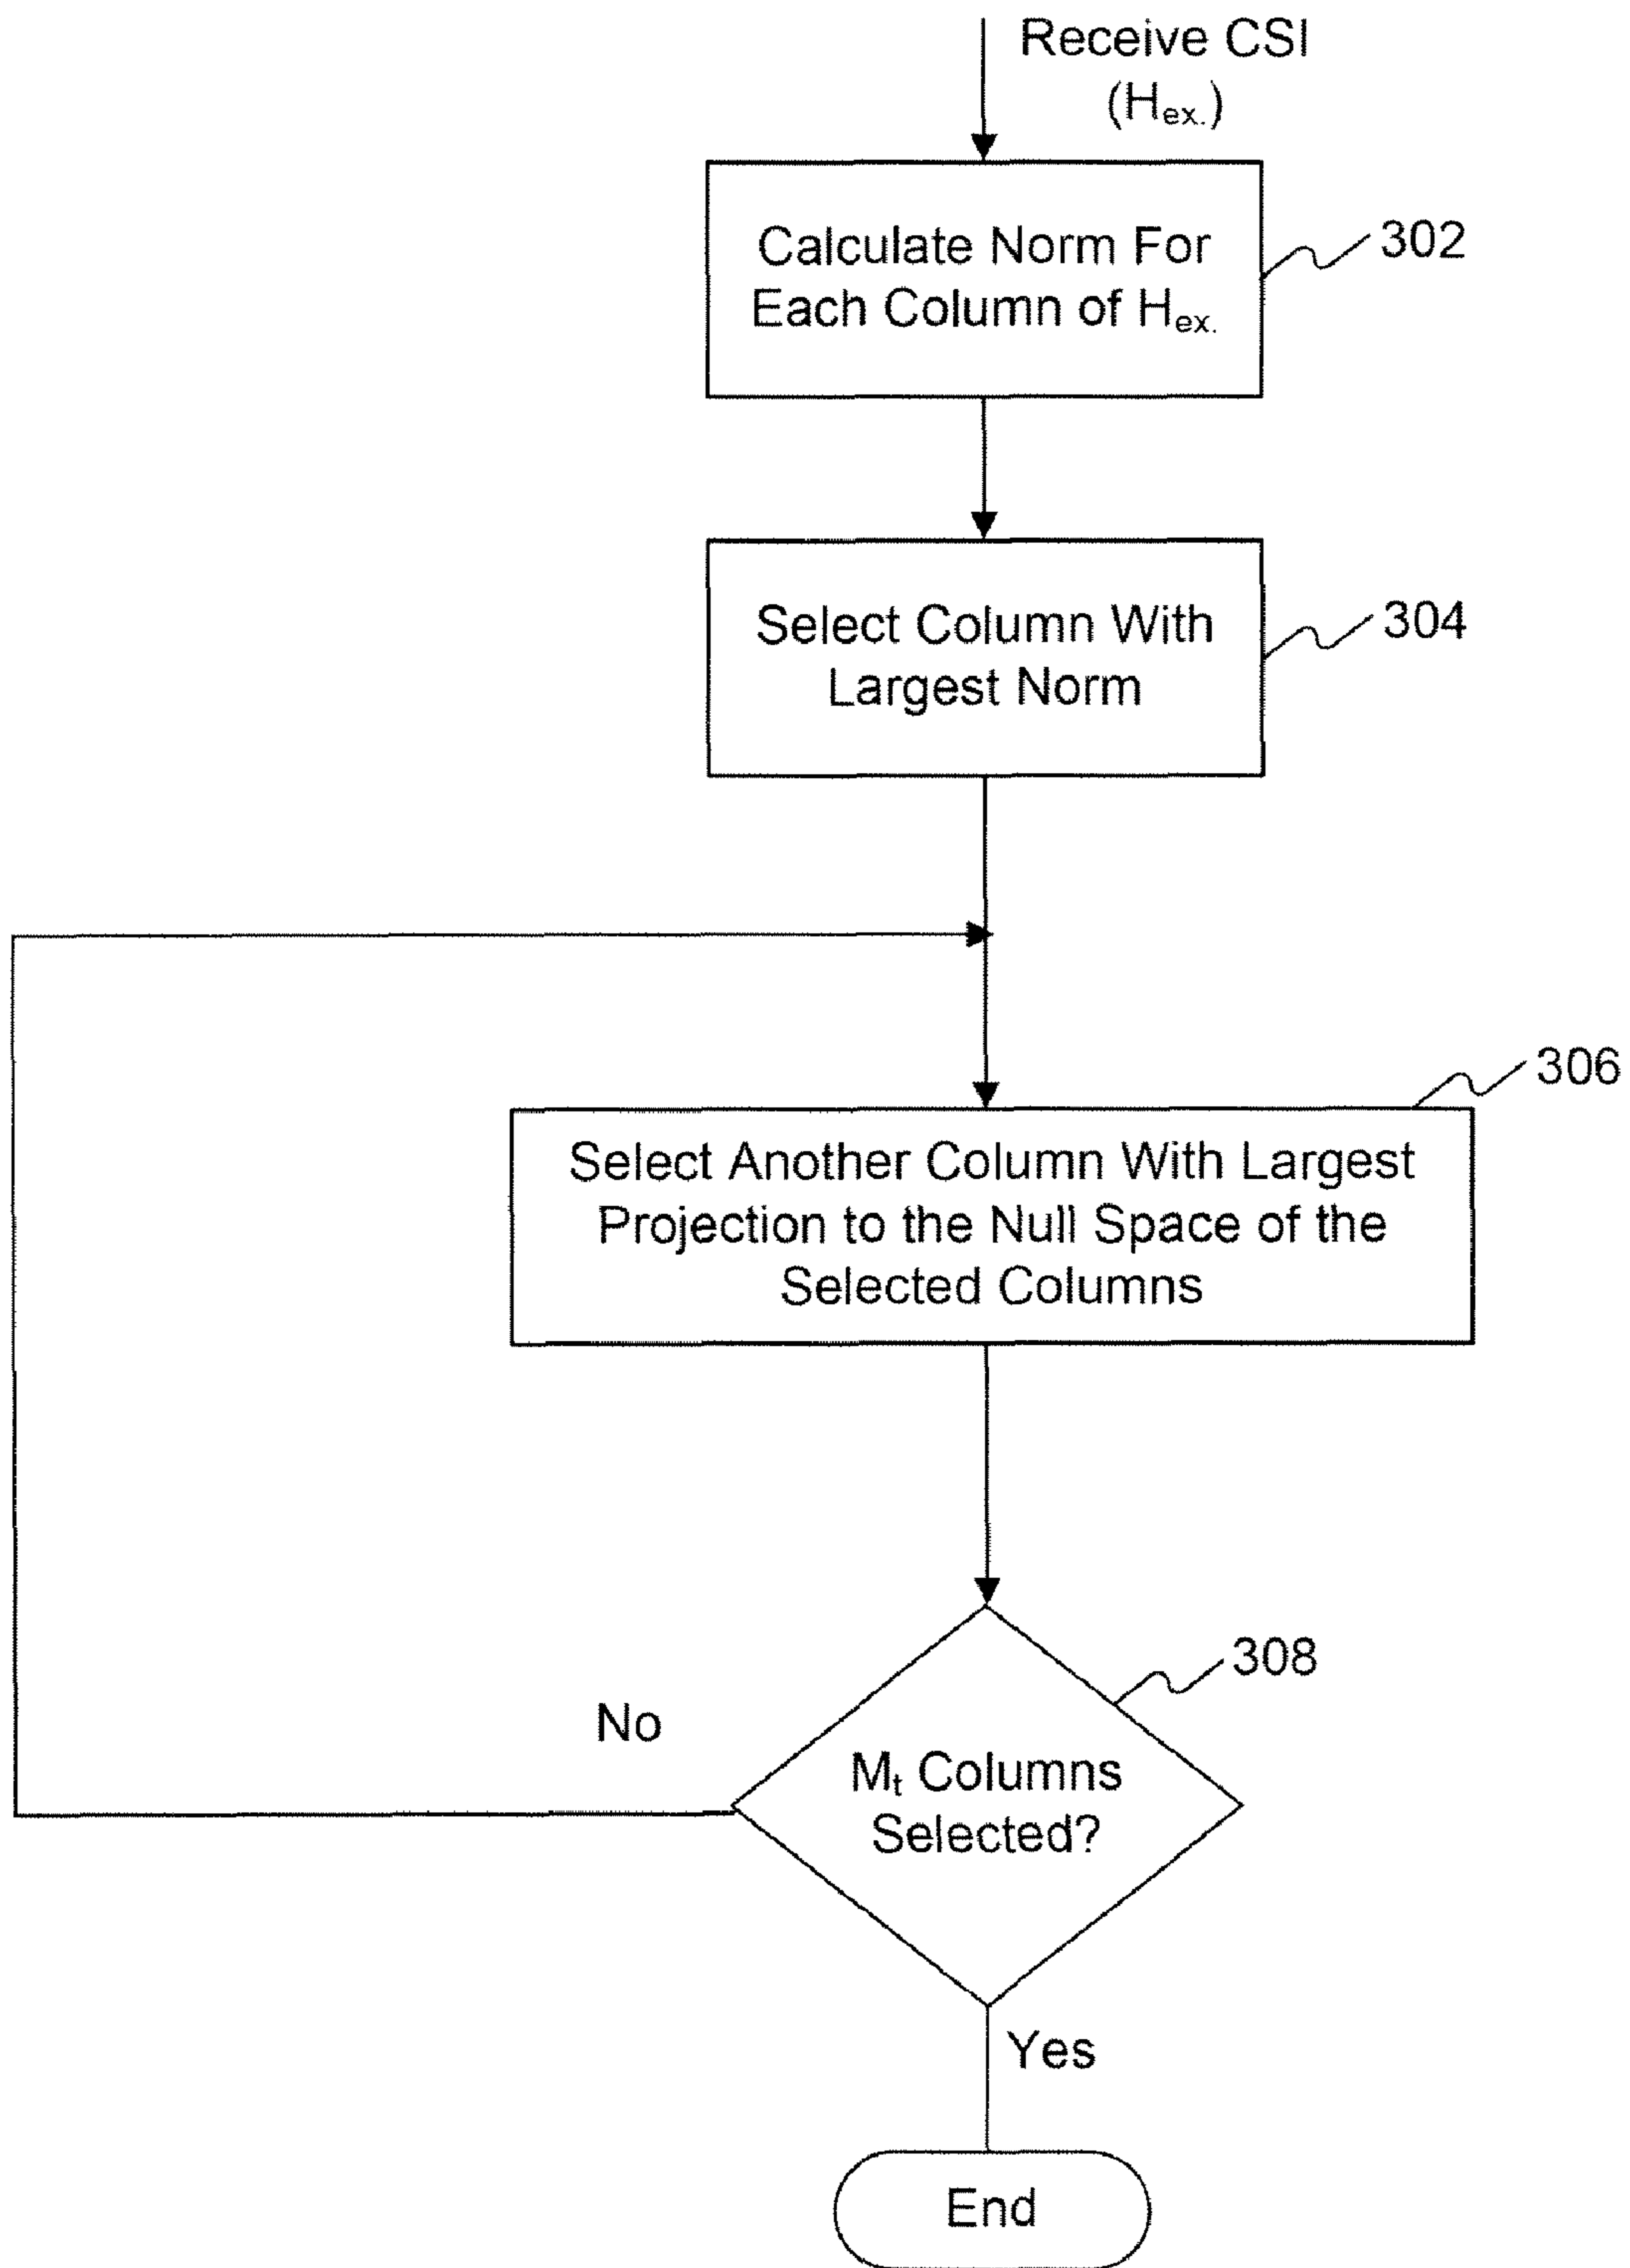 Receive CSI
(Hex.)
Calculate Norm For
Each Column of Hex.
302
Select Column With
Largest Norm
304
306
Select Another Column With Largest
Projection to the Null Space of the
Selected Columns
308
No
Mt Columns
Selected?
Yes
End